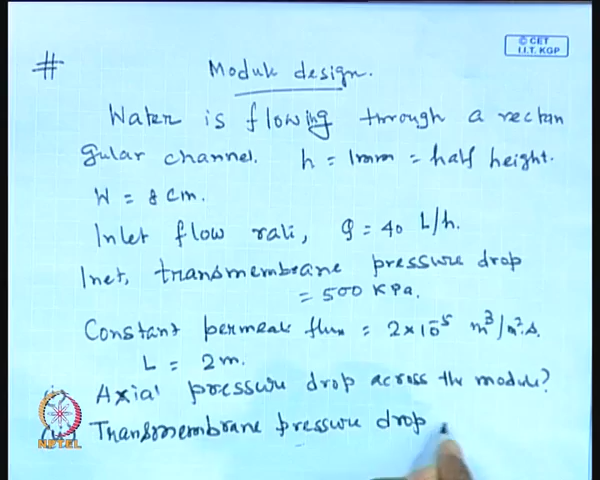 © CET
I.I.T. KGP
# Module design.
Water is flowing through a rectan
gular channel. h = 1mm = half height.
W = 8 cm.
Inlet flow rate, Q = 40 L/h.
Inet, transmembrane pressure drop
= 500 KPa.
Constant permeate flux = 2×10⁻⁵ m³/m².s.
L = 2m.
Axial pressure drop across the module?
Transmembrane pressure drop
NPTEL